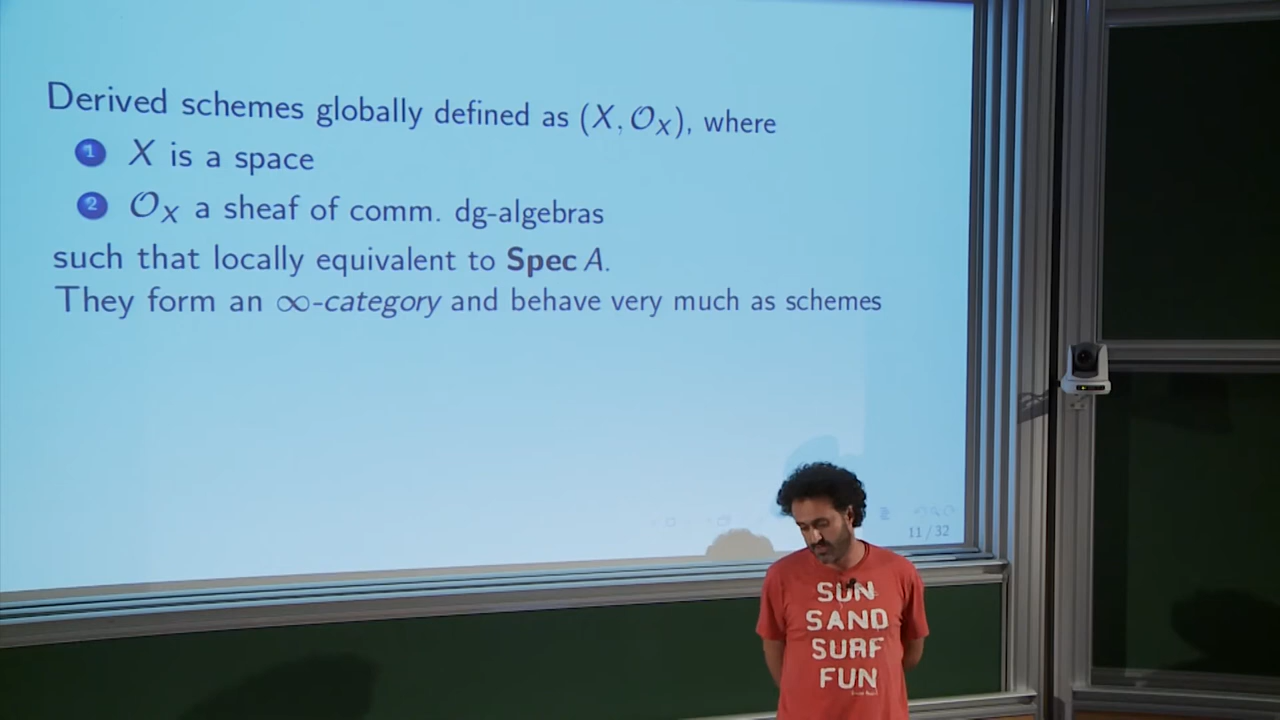 Derived schemes globally defined as (X, 𝒪_X), where
1 X is a space
2 𝒪_X a sheaf of comm. dg-algebras
such that locally equivalent to Spec A.
They form an ∞-category and behave very much as schemes
11 / 32
SUN
SAND
SURF
FUN